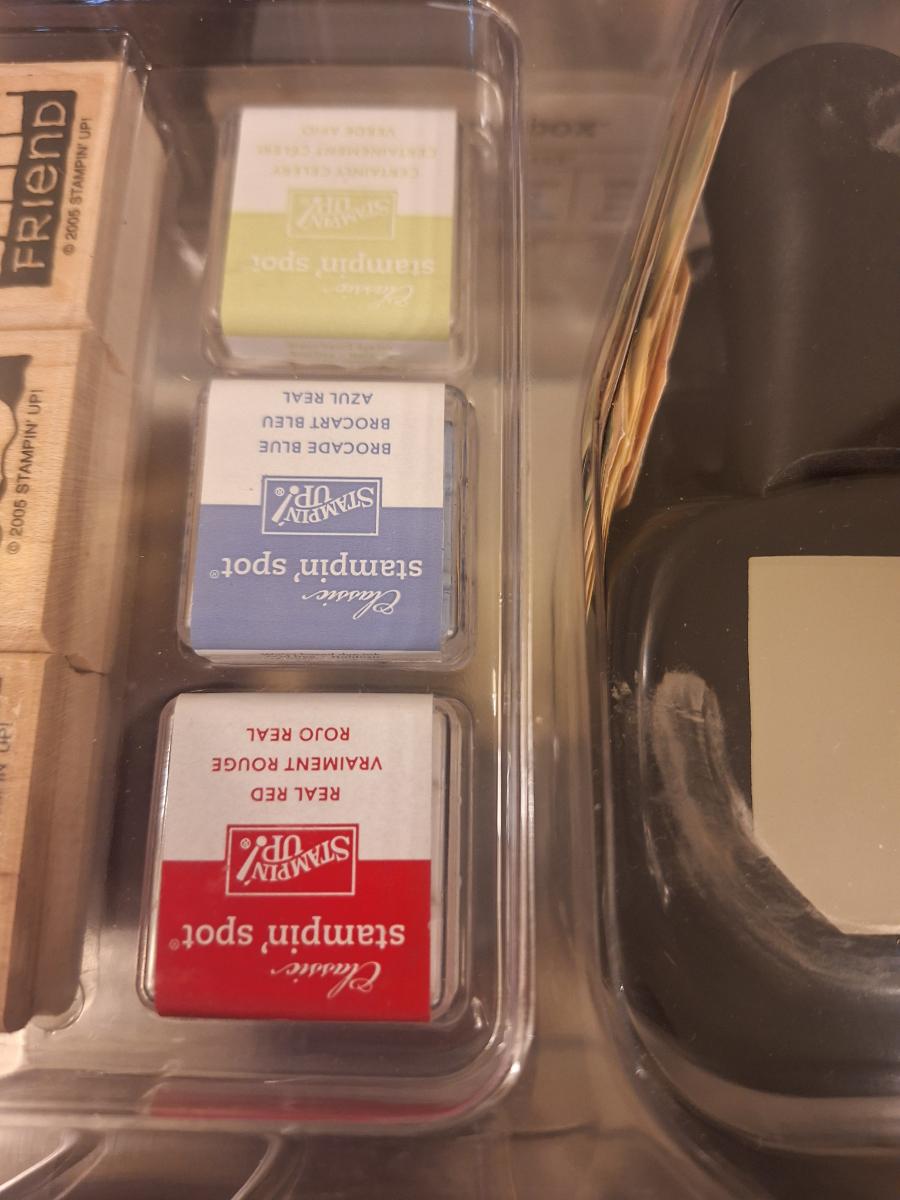 FRIEND
© 2005 STAMPIN' UP!
© 2005 STAMPIN' UP!
UP!
Classic
stampin' spot
STAMPIN'
UP!
CERTAINLY CELERY
CERTAINEMENT CÉLERI
VERDE APIO
Classic
stampin' spot®
STAMPIN'
UP!®
BROCADE BLUE
BROCART BLEU
AZUL REAL
Classic
stampin' spot®
STAMPIN'
UP!®
REAL RED
VRAIMENT ROUGE
ROJO REAL